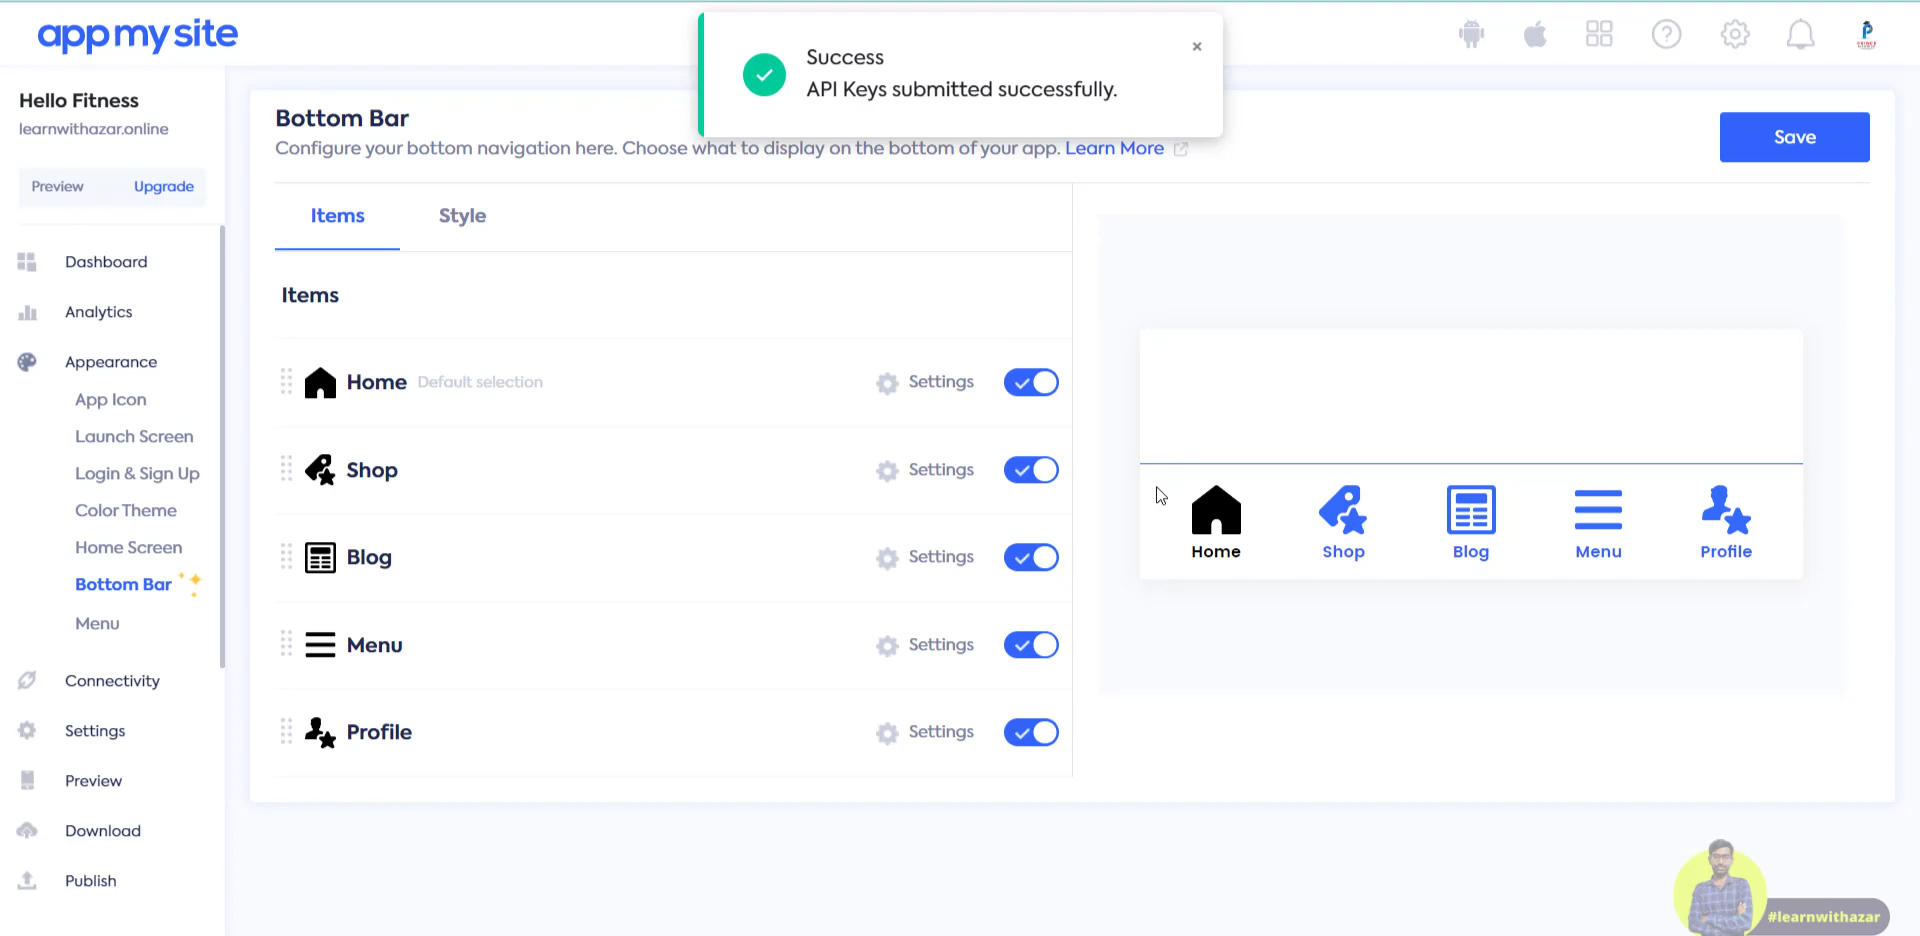 app my site
Success
API Keys submitted successfully.
Hello Fitness
learnwithazar.online
Preview
Upgrade
Dashboard
Analytics
Appearance
App Icon
Launch Screen
Login & Sign Up
Color Theme
Home Screen
Bottom Bar
Menu
Connectivity
Settings
Preview
Download
Publish
Bottom Bar
Configure your bottom navigation here. Choose what to display on the bottom of your app. Learn More
Save
Items
Style
Items
Home Default selection Settings
Shop Settings
Blog Settings
Menu Settings
Profile Settings
Home Shop Blog Menu Profile
#learnwithazar